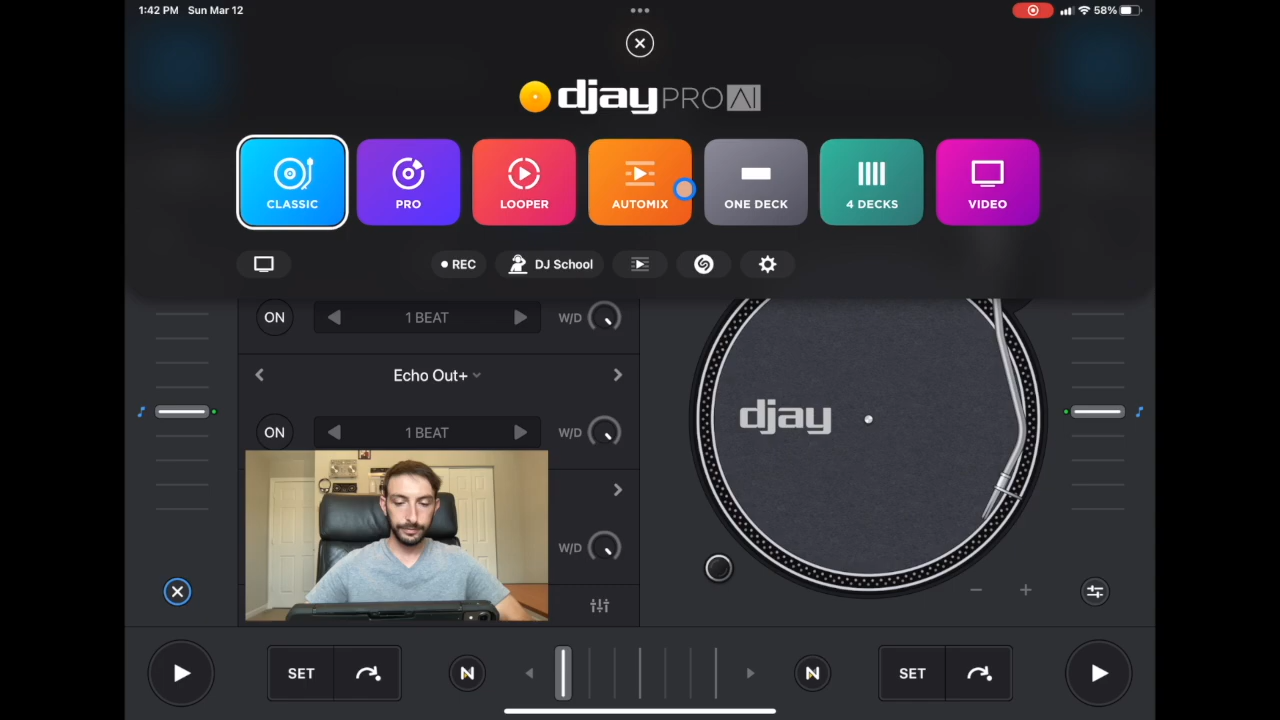 1:42 PM Sun Mar 12
58%
djay PRO AI
CLASSIC
PRO
LOOPER
AUTOMIX
ONE DECK
4 DECKS
VIDEO
REC
DJ School
ON
1 BEAT
W/D
Echo Out+
ON
1 BEAT
W/D
W/D
djay
SET
N
N
SET